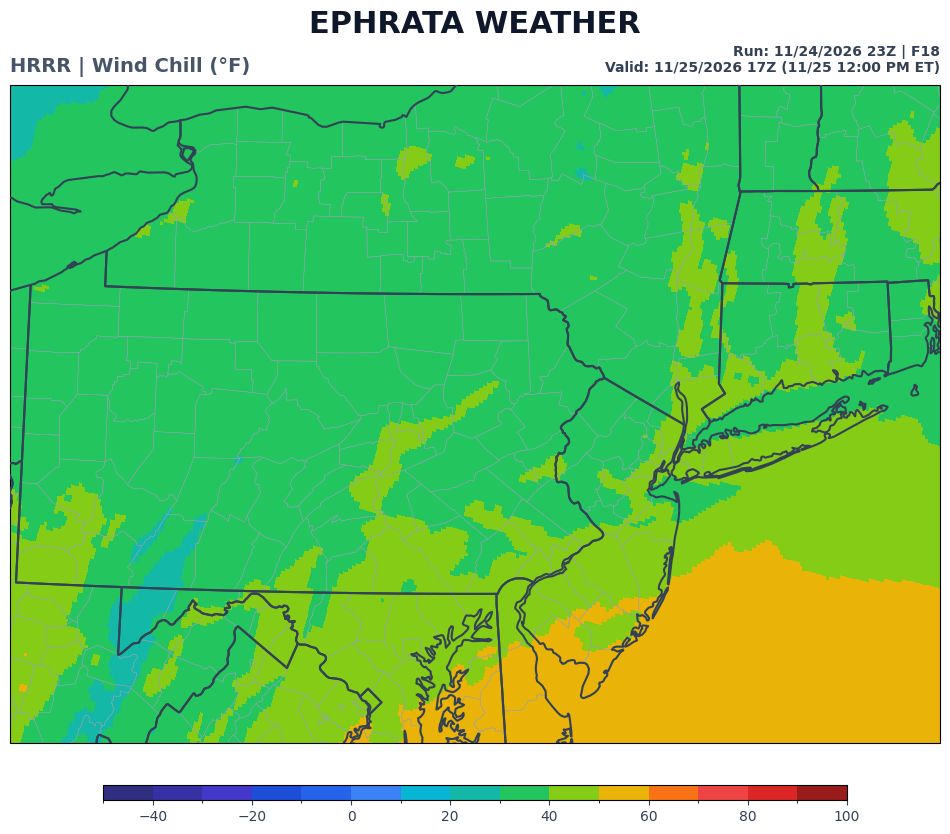 EPHRATA WEATHER
HRRR | Wind Chill (°F)
Run: 11/24/2026 23Z | F18
Valid: 11/25/2026 17Z (11/25 12:00 PM ET)
−40 −20 0 20 40 60 80 100